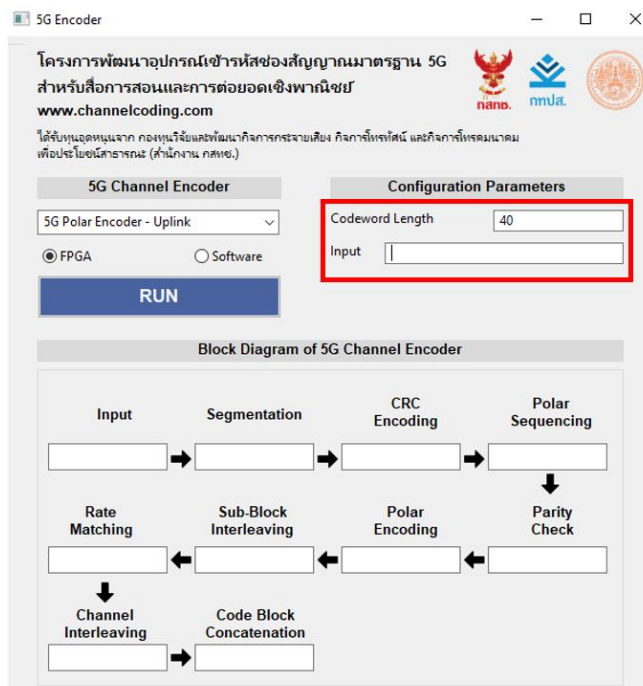 5G Encoder
โครงการพัฒนาอุปกรณ์เข้ารหัสช่องสัญญาณมาตรฐาน 5G
สำหรับสื่อการสอนและการต่อยอดเชิงพาณิชย์
www.channelcoding.com
กสทช.
กทปส.
ได้รับทุนอุดหนุนจาก กองทุนวิจัยและพัฒนากิจการกระจายเสียง กิจการโทรทัศน์ และกิจการโทรคมนาคม
เพื่อประโยชน์สาธารณะ (สำนักงาน กสทช.)
5G Channel Encoder
Configuration Parameters
5G Polar Encoder - Uplink
Codeword Length 40
FPGA Software
Input
RUN
Block Diagram of 5G Channel Encoder
Input Segmentation CRC Encoding Polar Sequencing
Rate Matching Sub-Block Interleaving Polar Encoding Parity Check
Channel Interleaving Code Block Concatenation